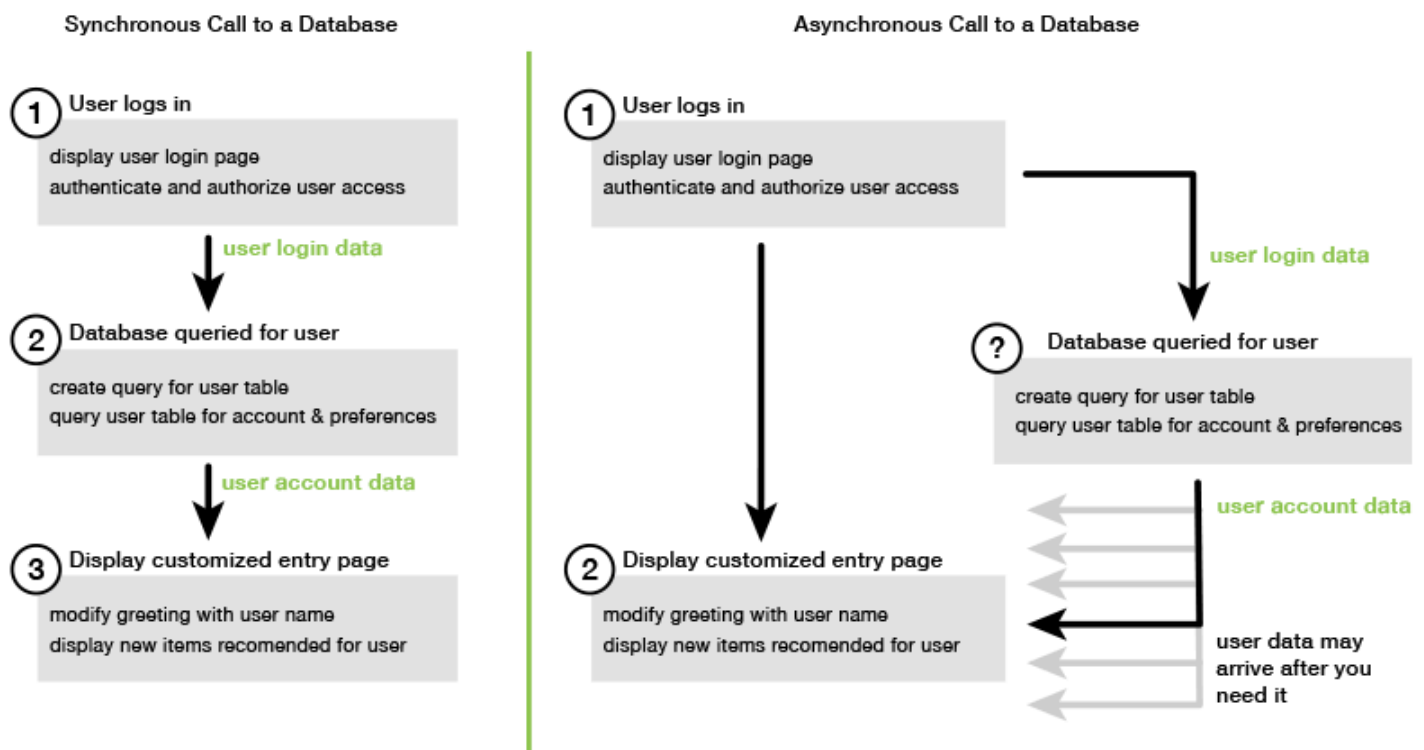 Synchronous Call to a Database
1
User logs in
display user login page
authenticate and authorize user access
user login data
2
Database queried for user
create query for user table
query user table for account & preferences
user account data
3
Display customized entry page
modify greeting with user name
display new items recomended for user
Asynchronous Call to a Database
1
User logs in
display user login page
authenticate and authorize user access
user login data
?
Database queried for user
create query for user table
query user table for account & preferences
user account data
2
Display customized entry page
modify greeting with user name
display new items recomended for user
user data may
arrive after you
need it